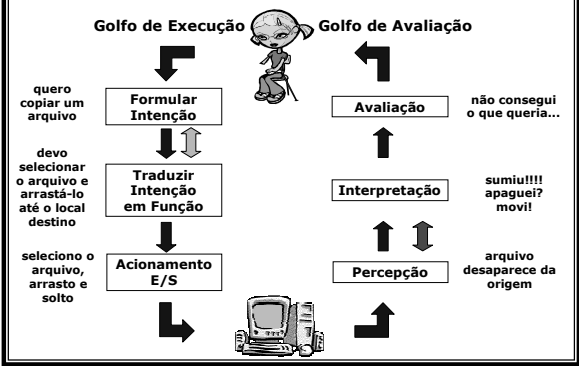 Golfo de Execução
Golfo de Avaliação
quero
copiar um
arquivo
Formular
Intenção
devo
selecionar
o arquivo e
arrastá-lo
até o local
destino
Traduzir
Intenção
em Função
seleciono o
arquivo,
arrasto e
solto
Acionamento
E/S
Avaliação
não consegui
o que queria...
Interpretação
sumiu!!!!
apaguei?
movi!
Percepção
arquivo
desaparece da
origem